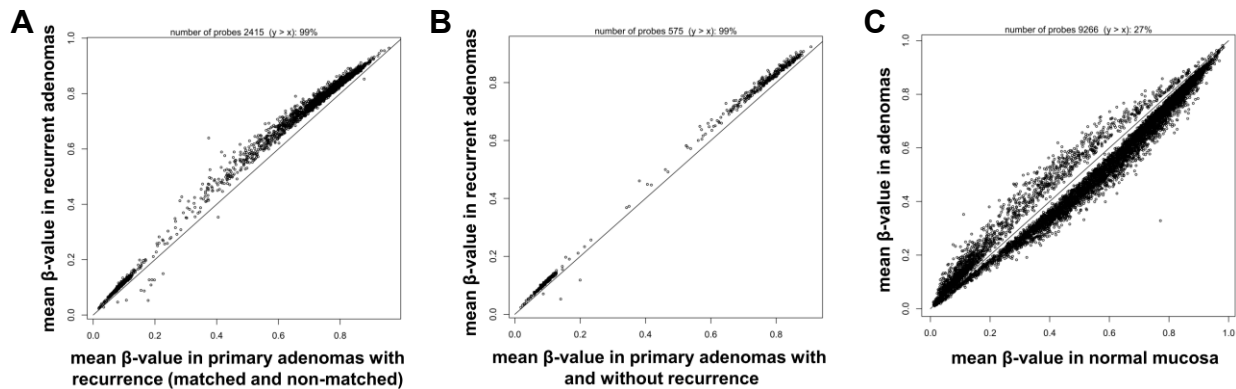 A
number of probes 2415 (y > x): 99%
mean β-value in recurrent adenomas
0.0 0.2 0.4 0.6 0.8 1.0
0.0 0.2 0.4 0.6 0.8
mean β-value in primary adenomas with
recurrence (matched and non-matched)
B
number of probes 575 (y > x): 99%
mean β-value in recurrent adenomas
0.0 0.2 0.4 0.6 0.8
0.0 0.2 0.4 0.6 0.8
mean β-value in primary adenomas with
and without recurrence
C
number of probes 9266 (y > x): 27%
mean β-value in adenomas
0.0 0.2 0.4 0.6 0.8 1.0
0.0 0.2 0.4 0.6 0.8 1.0
mean β-value in normal mucosa